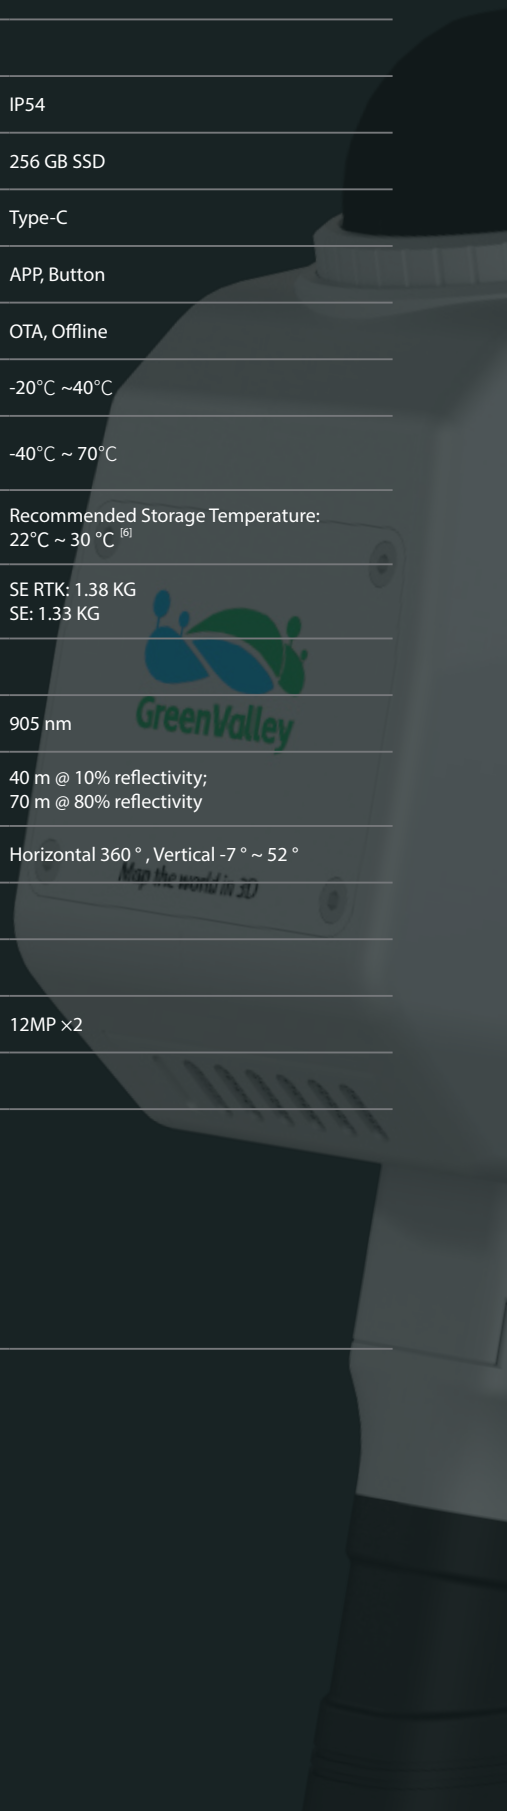 IP54
256 GB SSD
Type-C
APP, Button
OTA, Offline
-20°C ~40°C
-40°C ~ 70°C
Recommended Storage Temperature:
22°C ~ 30 °C [6]
SE RTK: 1.38 KG
SE: 1.33 KG
GreenValley
905 nm
40 m @ 10% reflectivity;
70 m @ 80% reflectivity
Horizontal 360 ° , Vertical -7 ° ~ 52 °
Map the world in 3D
12MP ×2